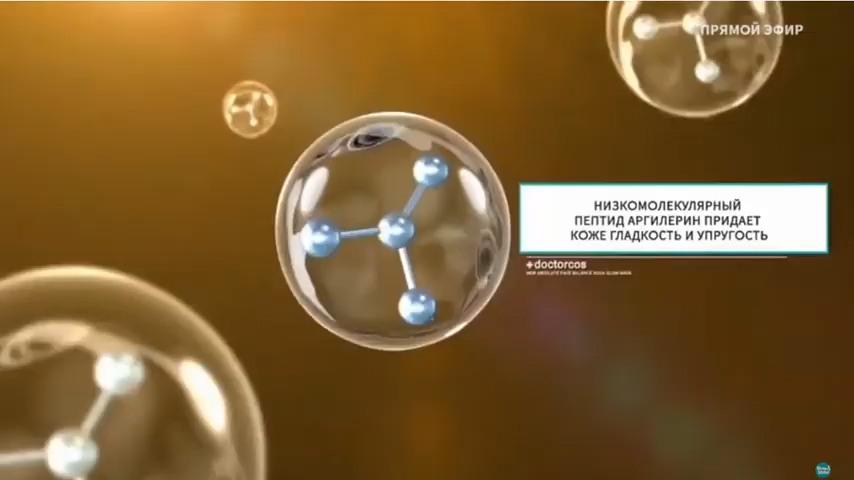 ПРЯМОЙ ЭФИР
НИЗКОМОЛЕКУЛЯРНЫЙ
ПЕПТИД АРГИЛЕРИН ПРИДАЕТ
КОЖЕ ГЛАДКОСТЬ И УПРУГОСТЬ
+doctorcos